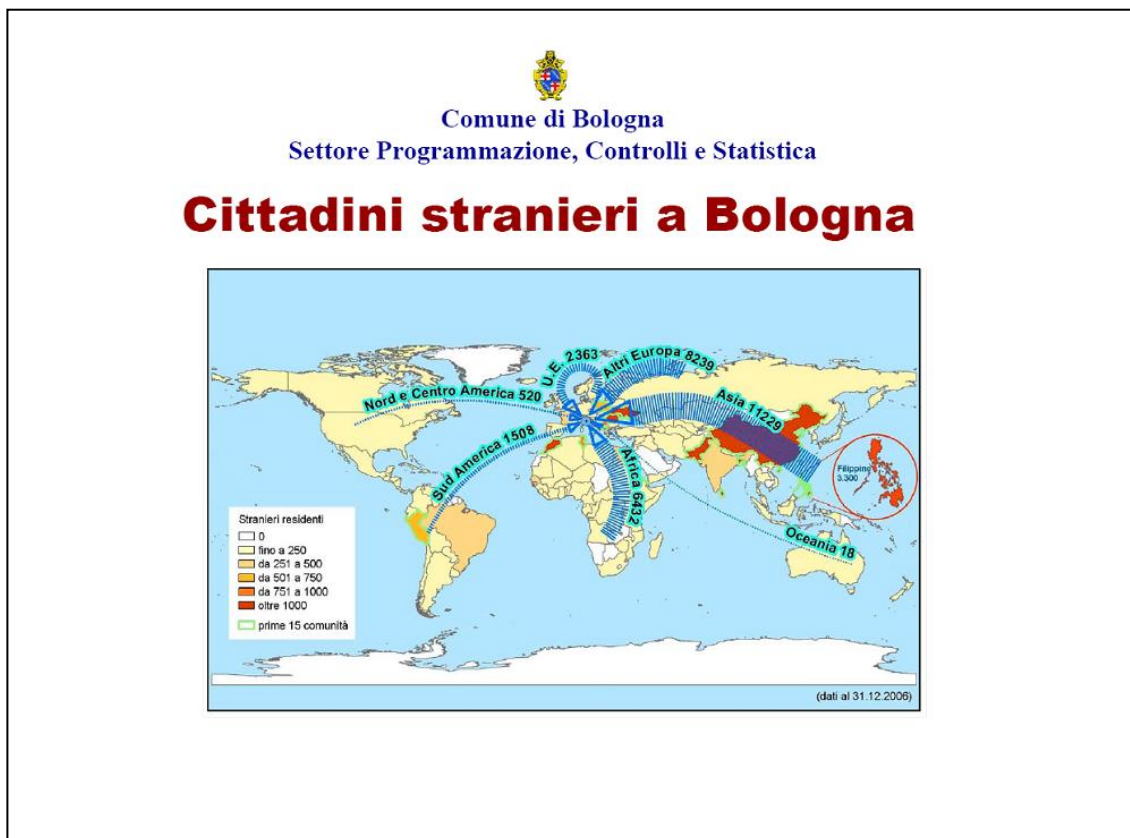 Comune di Bologna
Settore Programmazione, Controlli e Statistica
Cittadini stranieri a Bologna
U.E. 2363
Altri Europa 8239
Nord e Centro America 520
Asia 11229
Sud America 1508
Africa 6432
Filippine
3.300
Oceania 18
Stranieri residenti
0
fino a 250
da 251 a 500
da 501 a 750
da 751 a 1000
oltre 1000
prime 15 comunità
(dati al 31.12.2006)